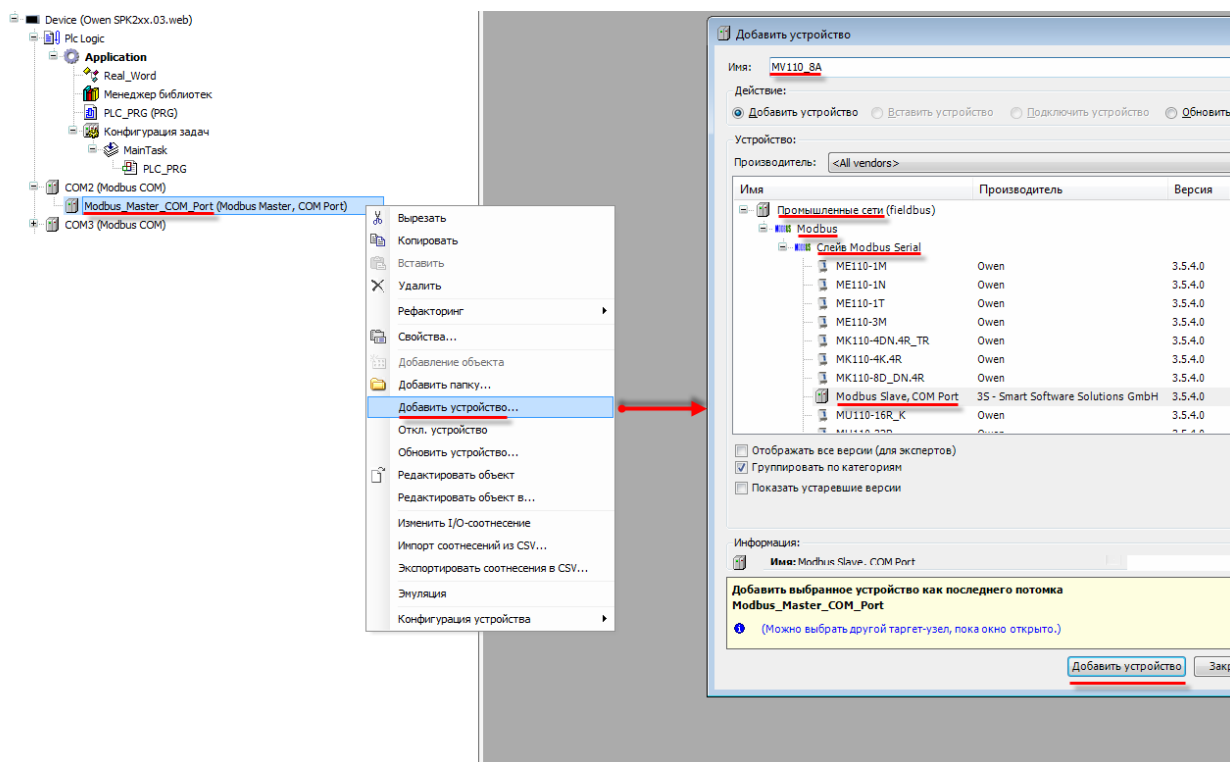 Device (Owen SPK2xx.03.web)
Plc Logic
Application
Real_Word
Менеджер библиотек
PLC_PRG (PRG)
Конфигурация задач
MainTask
PLC_PRG
COM2 (Modbus COM)
Modbus_Master_COM_Port (Modbus Master, COM Port)
COM3 (Modbus COM)
Вырезать
Копировать
Вставить
Удалить
Рефакторинг
Свойства...
Добавление объекта
Добавить папку...
Добавить устройство...
Откл. устройство
Обновить устройство...
Редактировать объект
Редактировать объект в...
Изменить I/O-соотнесение
Импорт соотнесений из CSV...
Экспортировать соотнесения в CSV...
Эмуляция
Конфигурация устройства
Добавить устройство
Имя: MV110_8A
Действие:
Добавить устройство Вставить устройство Подключить устройство Обновить
Устройство:
Производитель: <All vendors>
Имя Производитель Версия
Промышленные сети (fieldbus)
Modbus
Слейв Modbus Serial
ME110-1M Owen 3.5.4.0
ME110-1N Owen 3.5.4.0
ME110-1T Owen 3.5.4.0
ME110-3M Owen 3.5.4.0
MK110-4DN.4R_TR Owen 3.5.4.0
MK110-4K.4R Owen 3.5.4.0
MK110-8D_DN.4R Owen 3.5.4.0
Modbus Slave, COM Port 3S - Smart Software Solutions GmbH 3.5.4.0
MU110-16R_K Owen 3.5.4.0
Отображать все версии (для экспертов)
Группировать по категориям
Показать устаревшие версии
Информация:
Имя: Modbus Slave, COM Port
Добавить выбранное устройство как последнего потомка
Modbus_Master_COM_Port
(Можно выбрать другой таргет-узел, пока окно открыто.)
Добавить устройство